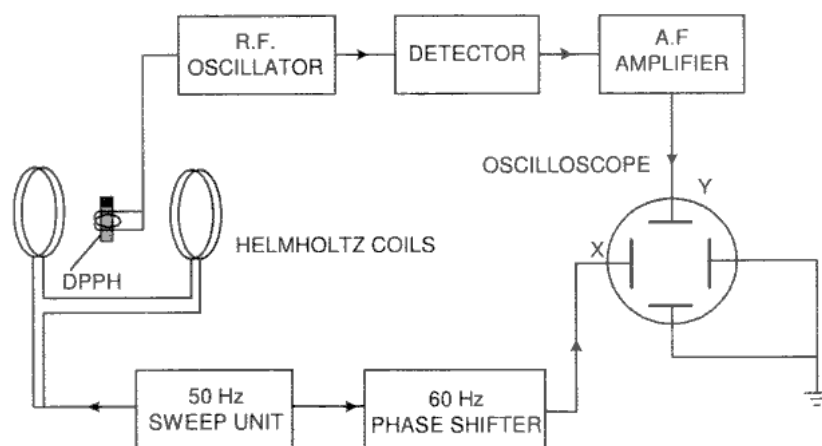 R.F.
OSCILLATOR
DETECTOR
A.F
AMPLIFIER
OSCILLOSCOPE
Y
X
HELMHOLTZ COILS
DPPH
50 Hz
SWEEP UNIT
60 Hz
PHASE SHIFTER